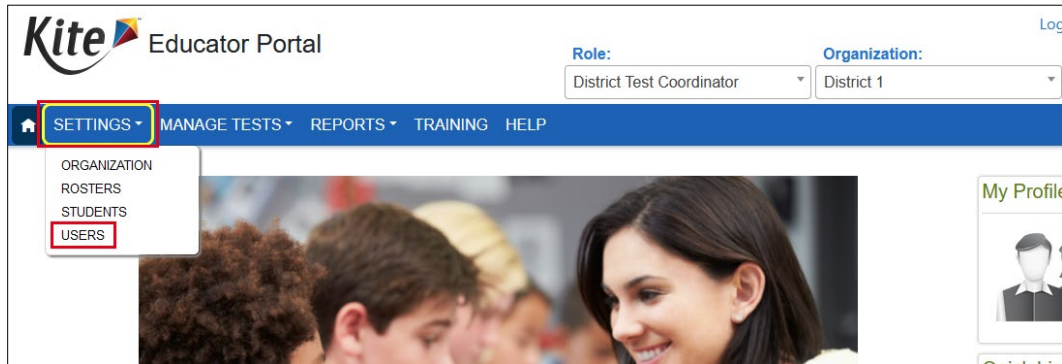 Kite Educator Portal
Log
Role: Organization:
District Test Coordinator District 1
SETTINGS MANAGE TESTS REPORTS TRAINING HELP
ORGANIZATION
ROSTERS
STUDENTS
USERS
My Profile